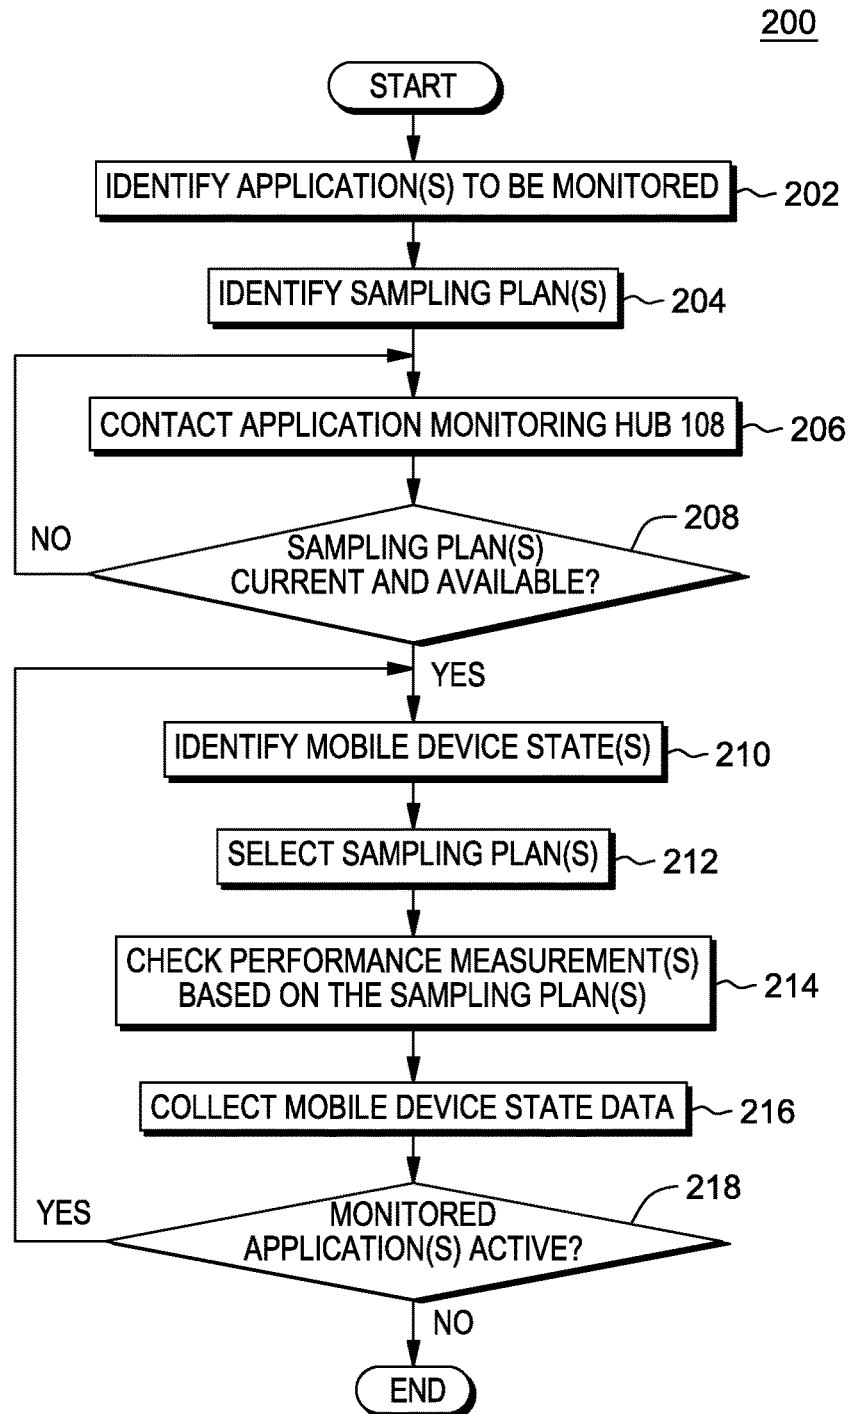 200
START
IDENTIFY APPLICATION(S) TO BE MONITORED
202
IDENTIFY SAMPLING PLAN(S)
204
CONTACT APPLICATION MONITORING HUB 108
206
208
NO
SAMPLING PLAN(S)
CURRENT AND AVAILABLE?
YES
IDENTIFY MOBILE DEVICE STATE(S)
210
SELECT SAMPLING PLAN(S)
212
CHECK PERFORMANCE MEASUREMENT(S)
BASED ON THE SAMPLING PLAN(S)
214
COLLECT MOBILE DEVICE STATE DATA
216
218
YES
MONITORED
APPLICATION(S) ACTIVE?
NO
END